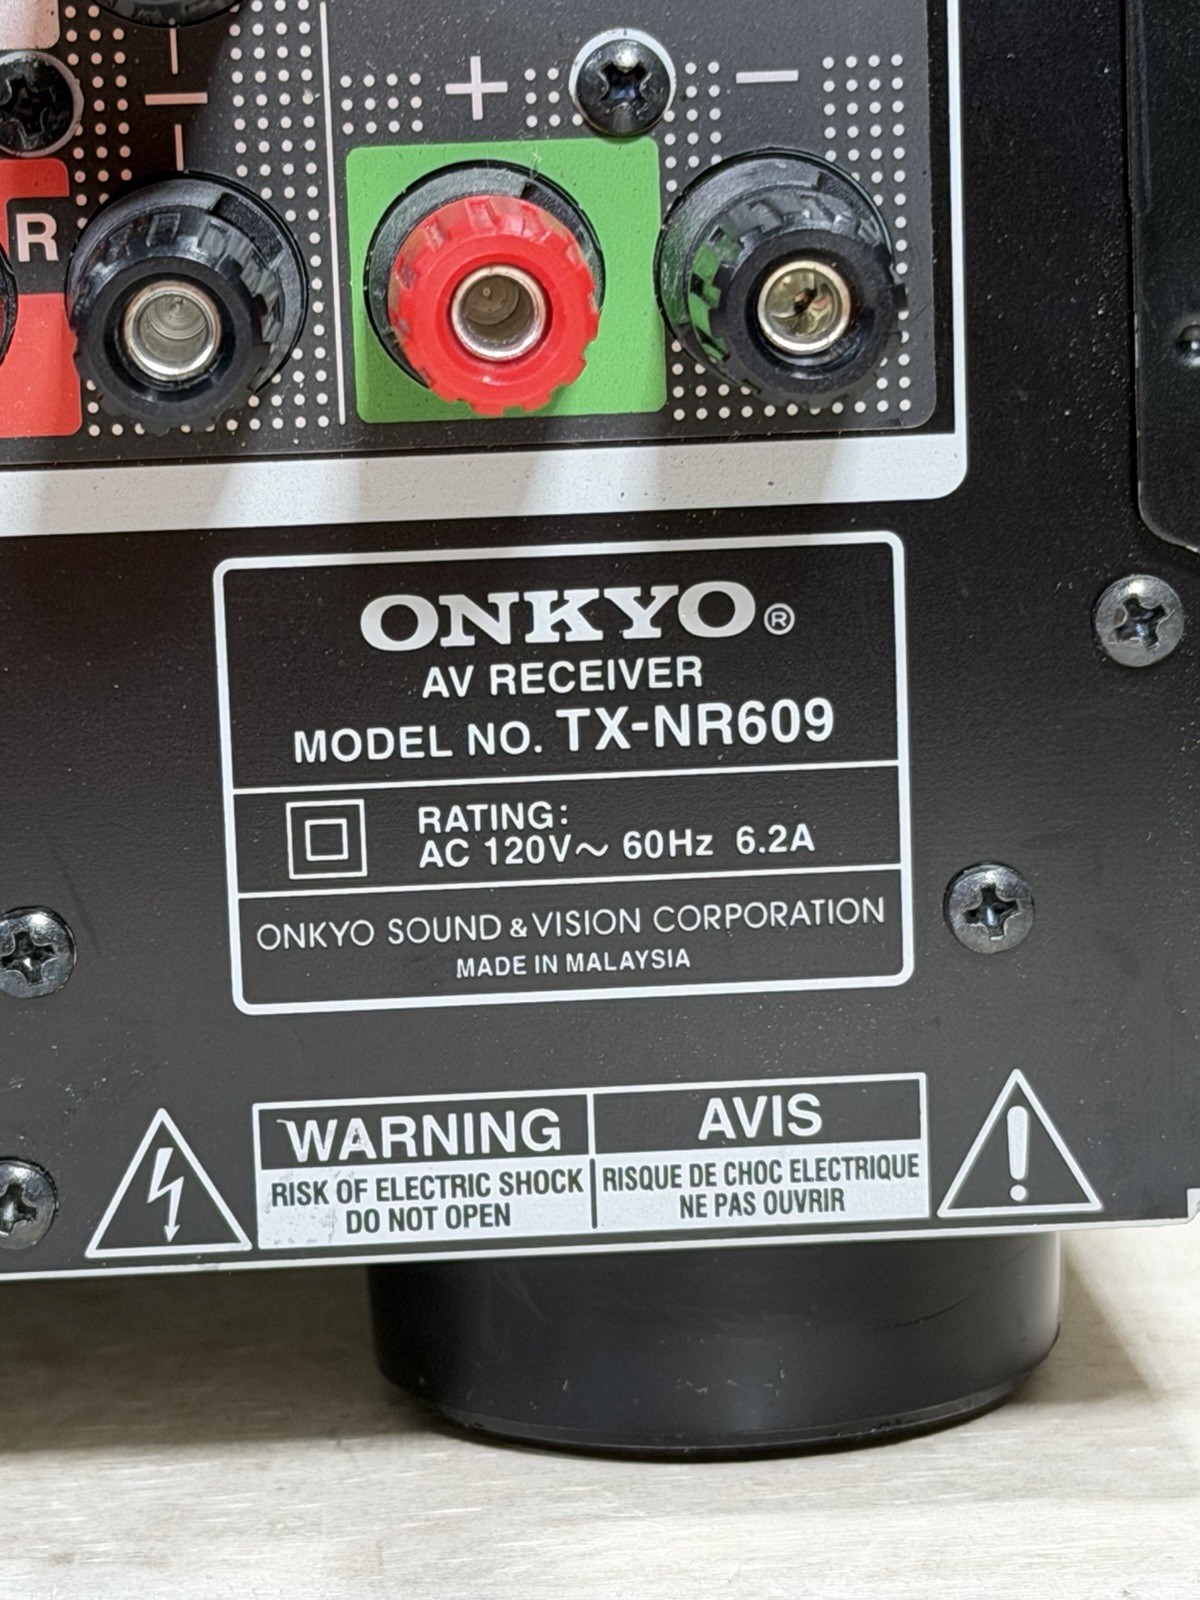 + −
R
ONKYO®
AV RECEIVER
MODEL NO. TX-NR609
RATING:
AC 120V～ 60Hz 6.2A
ONKYO SOUND & VISION CORPORATION
MADE IN MALAYSIA
WARNING
RISK OF ELECTRIC SHOCK
DO NOT OPEN
AVIS
RISQUE DE CHOC ELECTRIQUE
NE PAS OUVRIR